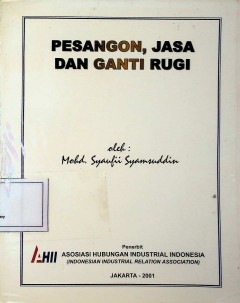 PESANGON, JASA
DAN GANTI RUGI
oleh :
Mohd. Syaufii Syamsuddin
Penerbit
AHII
ASOSIASI HUBUNGAN INDUSTRIAL INDONESIA
(INDONESIAN INDUSTRIAL RELATION ASSOCIATION)
JAKARTA - 2001